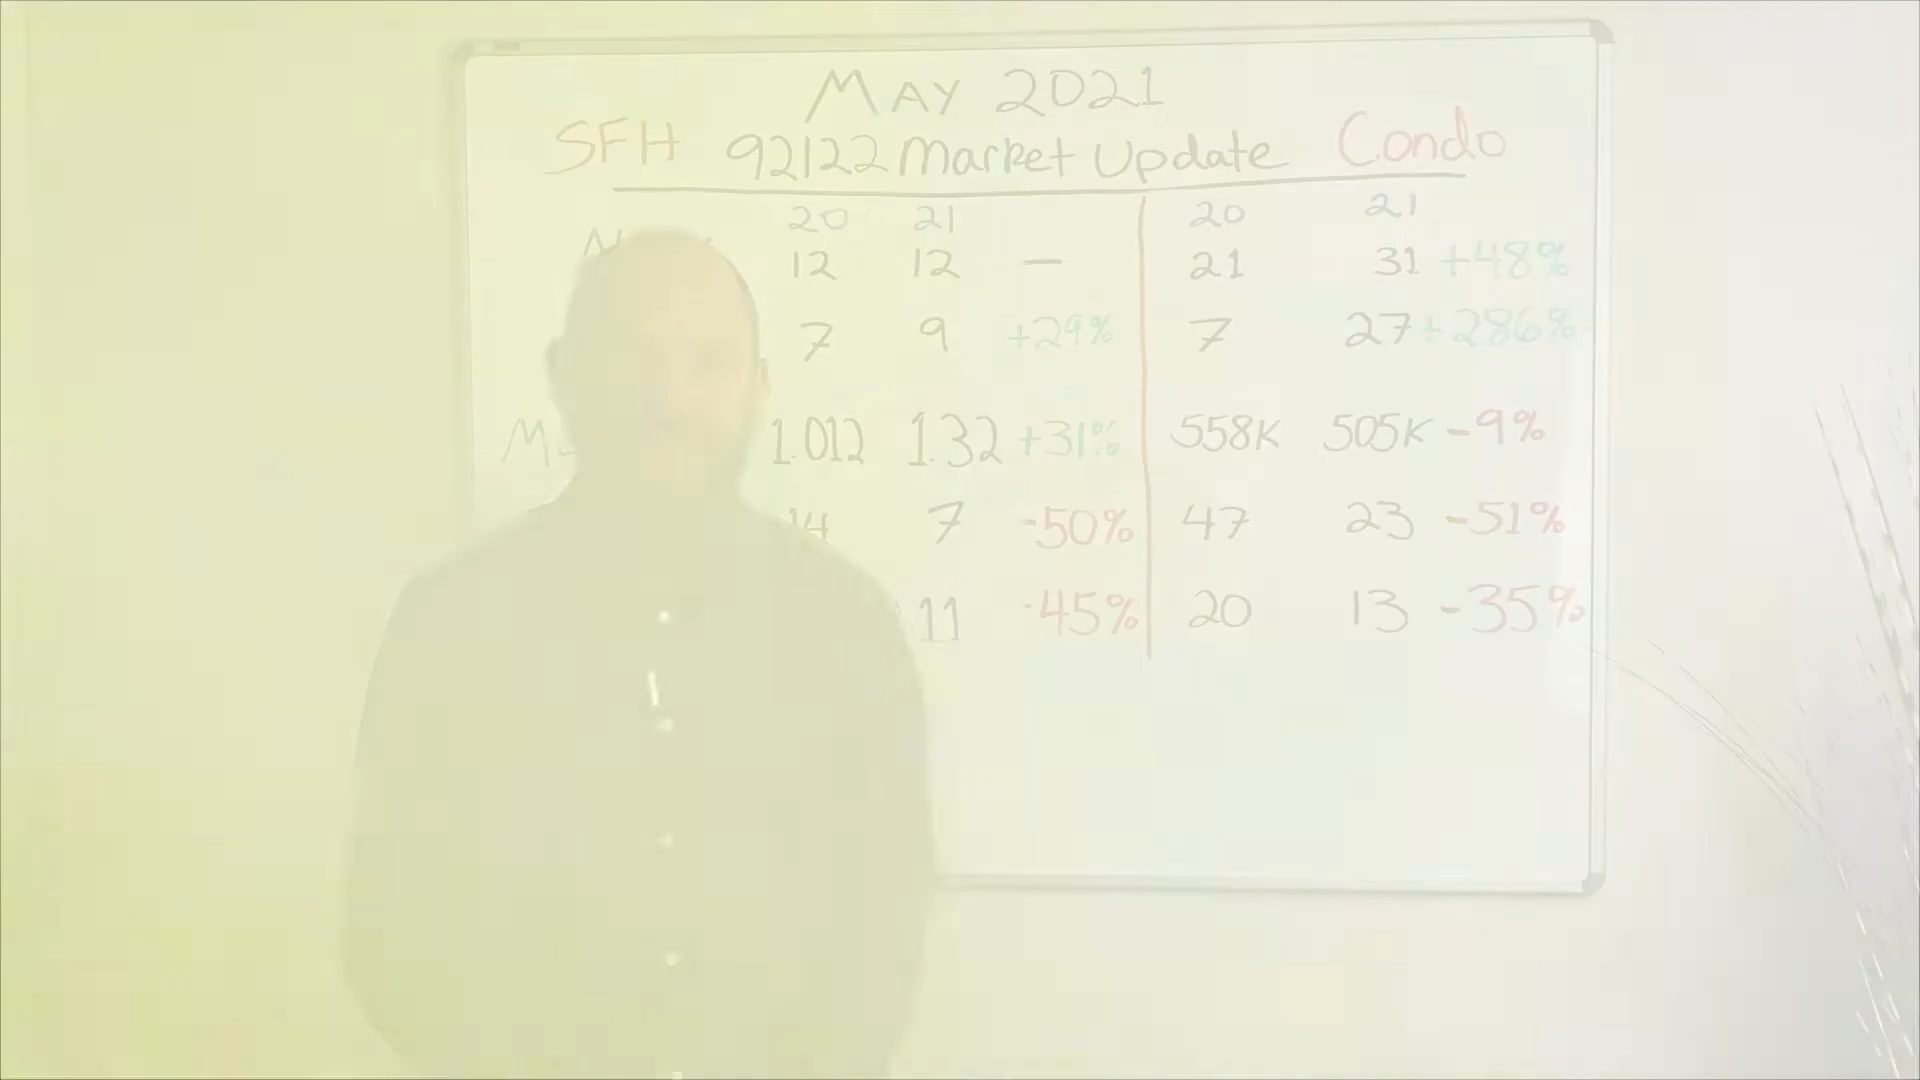 May 2021
SFH 92122 Market Update Condo
20 21 20 21
12 12 — 21 31 +48%
7 9 +29% 7 27 +286%
1.012 1.32 +31% 558K 505K -9%
14 7 -50% 47 23 -51%
11 -45% 20 13 -35%